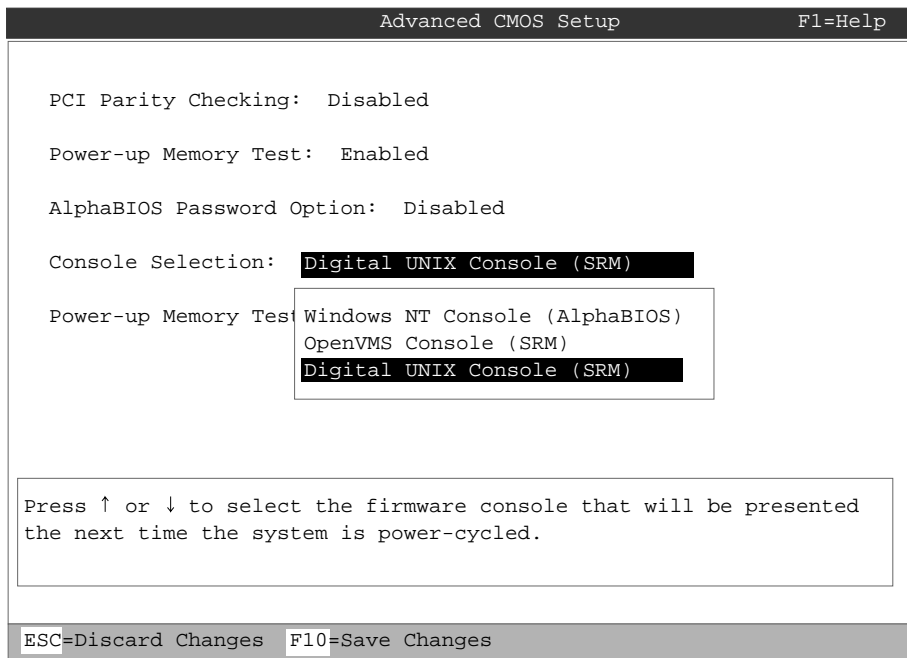 Advanced CMOS Setup F1=Help
PCI Parity Checking: Disabled
Power-up Memory Test: Enabled
AlphaBIOS Password Option: Disabled
Console Selection: Digital UNIX Console (SRM)
Power-up Memory Test Windows NT Console (AlphaBIOS)
OpenVMS Console (SRM)
Digital UNIX Console (SRM)
Press ↑ or ↓ to select the firmware console that will be presented
the next time the system is power-cycled.
ESC=Discard Changes F10=Save Changes